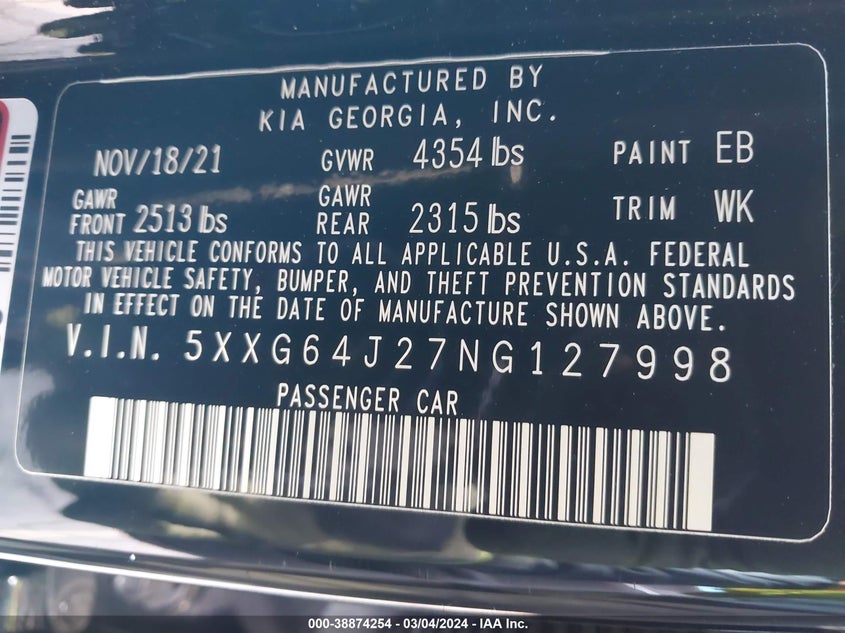 MANUFACTURED BY
KIA GEORGIA, INC.
NOV/18/21 GVWR 4354 lbs PAINT EB
GAWR FRONT 2513 lbs GAWR REAR 2315 lbs TRIM WK
THIS VEHICLE CONFORMS TO ALL APPLICABLE U.S.A. FEDERAL
MOTOR VEHICLE SAFETY, BUMPER, AND THEFT PREVENTION STANDARDS
IN EFFECT ON THE DATE OF MANUFACTURE SHOWN ABOVE.
V.I.N. 5XXG64J27NG127998
PASSENGER CAR
000-38874254 - 03/04/2024 - IAA Inc.